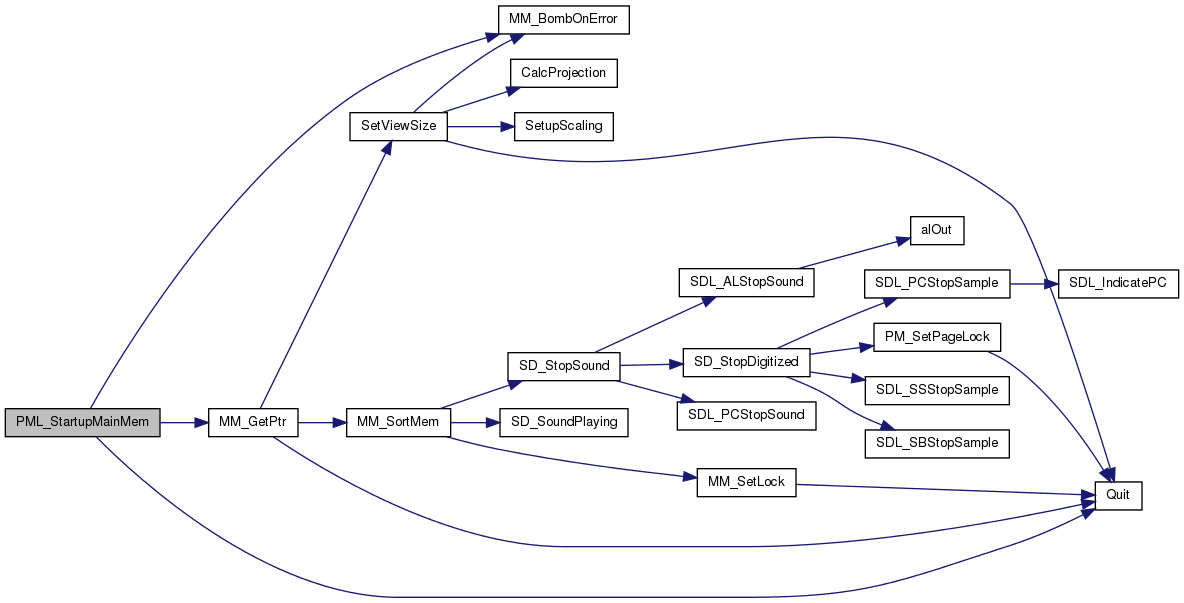 MM_BombOnError
CalcProjection
SetViewSize
SetupScaling
alOut
SDL_ALStopSound
SDL_PCStopSample
SDL_IndicatePC
PM_SetPageLock
SD_StopSound
SD_StopDigitized
SDL_SSStopSample
SDL_PCStopSound
PML_StartupMainMem
MM_GetPtr
MM_SortMem
SD_SoundPlaying
SDL_SBStopSample
MM_SetLock
Quit